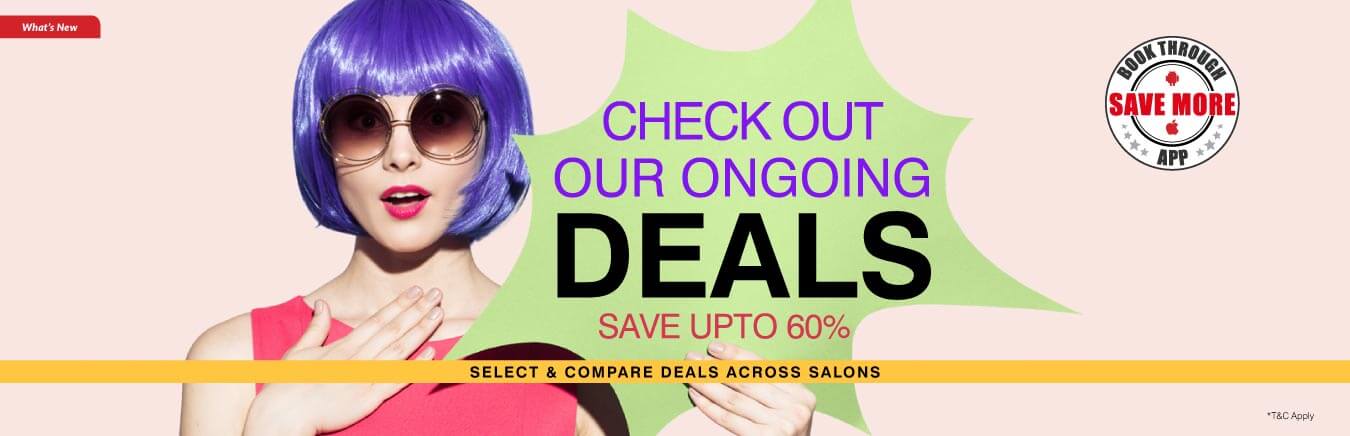 What's New
CHECK OUT
OUR ONGOING
DEALS
SAVE UPTO 60%
SELECT & COMPARE DEALS ACROSS SALONS
BOOK THROUGH
SAVE MORE
APP
*T&C Apply